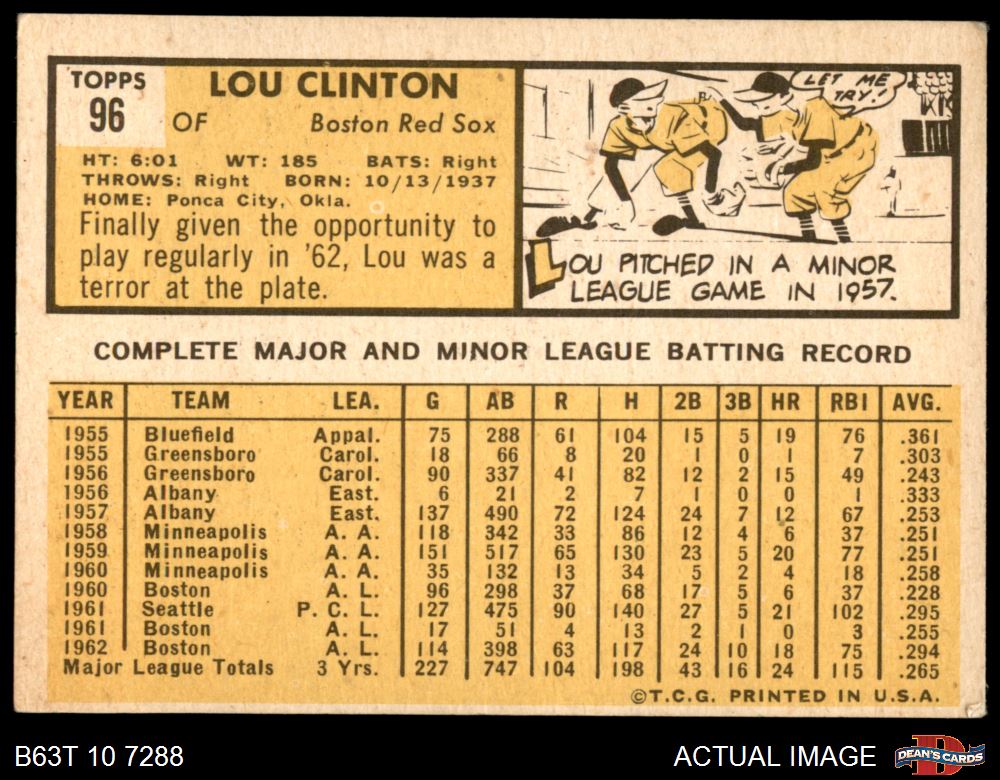 TOPPS
96
LOU CLINTON
OF Boston Red Sox
HT: 6:01 WT: 185 BATS: Right
THROWS: Right BORN: 10/13/1937
HOME: Ponca City, Okla.
Finally given the opportunity to
play regularly in '62, Lou was a
terror at the plate.
LET ME
TRY!
B
LOU PITCHED IN A MINOR
LEAGUE GAME IN 1957.
COMPLETE MAJOR AND MINOR LEAGUE BATTING RECORD
YEAR TEAM LEA. G AB R H 2B 3B HR RBI AVG.
1955 Bluefield Appal. 75 288 61 104 15 5 19 76 .361
1955 Greensboro Carol. 18 66 8 20 1 0 1 7 .303
1956 Greensboro Carol. 90 337 41 82 12 2 15 49 .243
1956 Albany East. 6 21 2 7 1 0 0 1 .333
1957 Albany East. 137 490 72 124 24 7 12 67 .253
1958 Minneapolis A. A. 118 342 33 86 12 4 6 37 .251
1959 Minneapolis A. A. 151 517 65 130 23 5 20 77 .251
1960 Minneapolis A. A. 35 132 13 34 5 2 4 18 .258
1960 Boston A. L. 96 298 37 68 17 5 6 37 .228
1961 Seattle P. C. L. 127 475 90 140 27 5 21 102 .295
1961 Boston A. L. 17 51 4 13 2 1 0 3 .255
1962 Boston A. L. 114 398 63 117 24 10 18 75 .294
Major League Totals 3 Yrs. 227 747 104 198 43 16 24 115 .265
©T.C.G. PRINTED IN U.S.A.
B63T 10 7288
ACTUAL IMAGE
D
DEAN'S CARDS